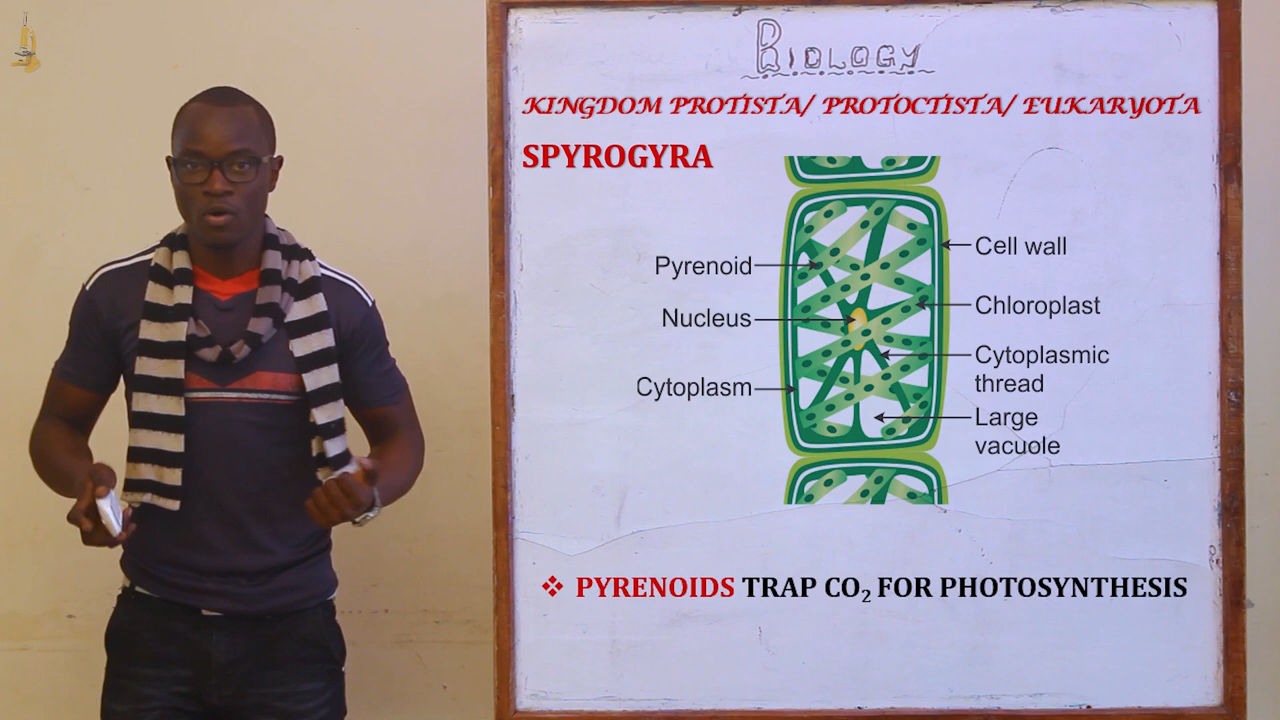 BIOLOGY
KINGDOM PROTISTA/ PROTOCTISTA/ EUKARYOTA
SPYROGYRA
Pyrenoid
Nucleus
Cytoplasm
Cell wall
Chloroplast
Cytoplasmic
thread
Large
vacuole
❖ PYRENOIDS TRAP CO₂ FOR PHOTOSYNTHESIS